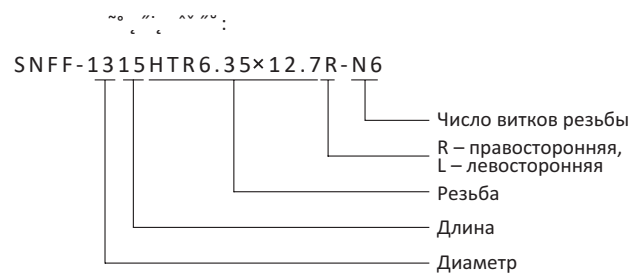 SNFF-1315HTR6.35×12.7R-N6
Число витков резьбы
R – правосторонняя,
L – левосторонняя
Резьба
Длина
Диаметр